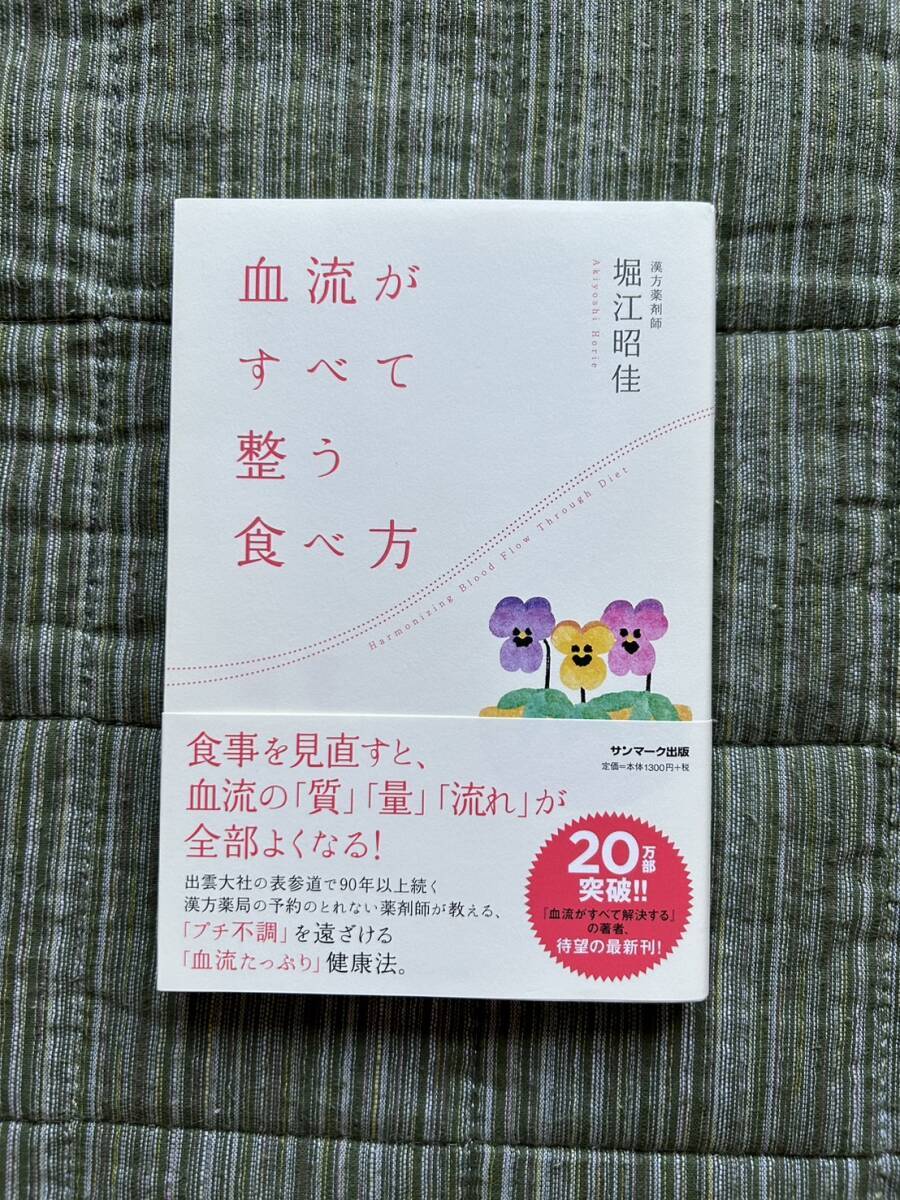 血流が
すべて
整う
食べ方
漢方薬剤師
堀江昭佳
Akiyoshi Horie
Harmonizing Blood Flow Through Diet
食事を見直すと、
血流の「質」「量」「流れ」が
全部よくなる!
出雲大社の表参道で90年以上続く
漢方薬局の予約のとれない薬剤師が教える、
「プチ不調」を遠ざける
「血流たっぷり」健康法。
サンマーク出版
定価=本体1300円+税
20万部
突破!!
『血流がすべて解決する』
の著者、
待望の最新刊!